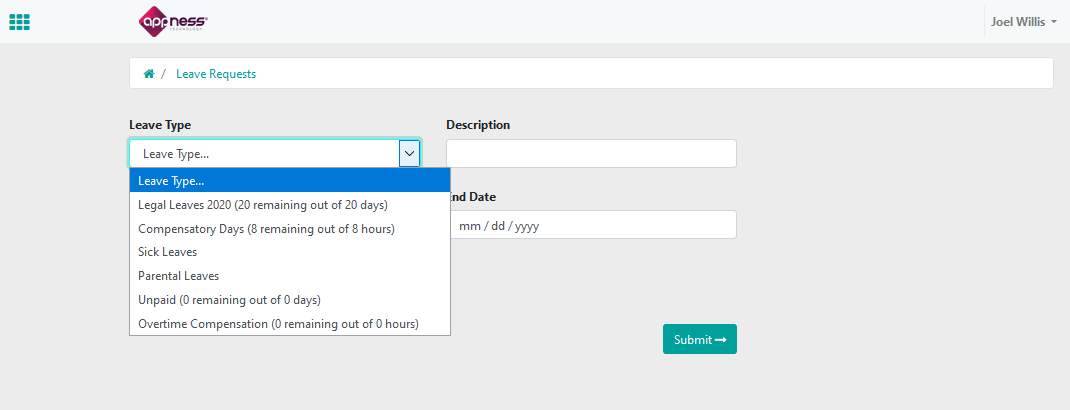 appness
TECHNOLOGY
Joel Willis
/ Leave Requests
Leave Type
Description
Leave Type...
Leave Type...
Legal Leaves 2020 (20 remaining out of 20 days)
End Date
Compensatory Days (8 remaining out of 8 hours)
mm / dd / yyyy
Sick Leaves
Parental Leaves
Unpaid (0 remaining out of 0 days)
Overtime Compensation (0 remaining out of 0 hours)
Submit